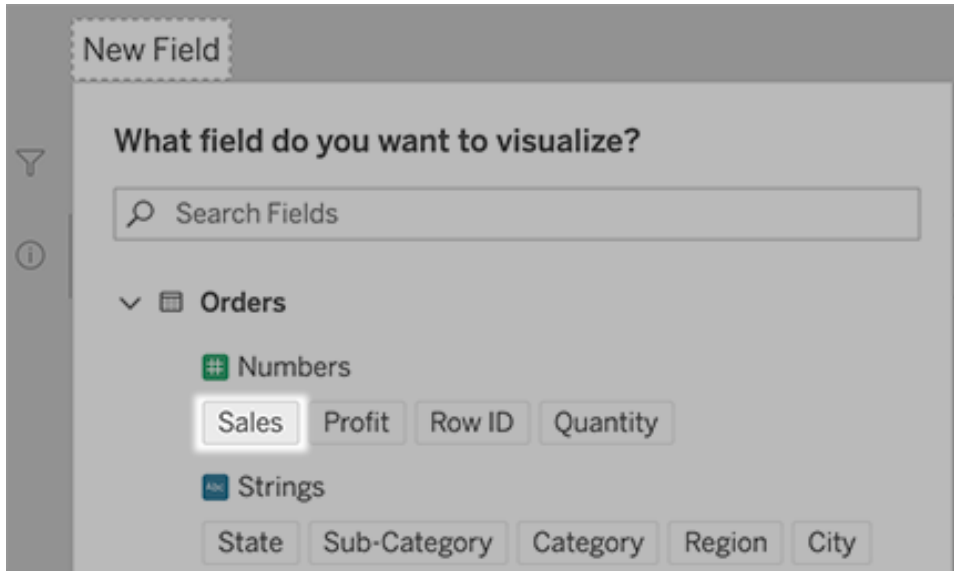 New Field
What field do you want to visualize?
Search Fields
Orders
Numbers
Sales Profit Row ID Quantity
Abc Strings
State Sub-Category Category Region City